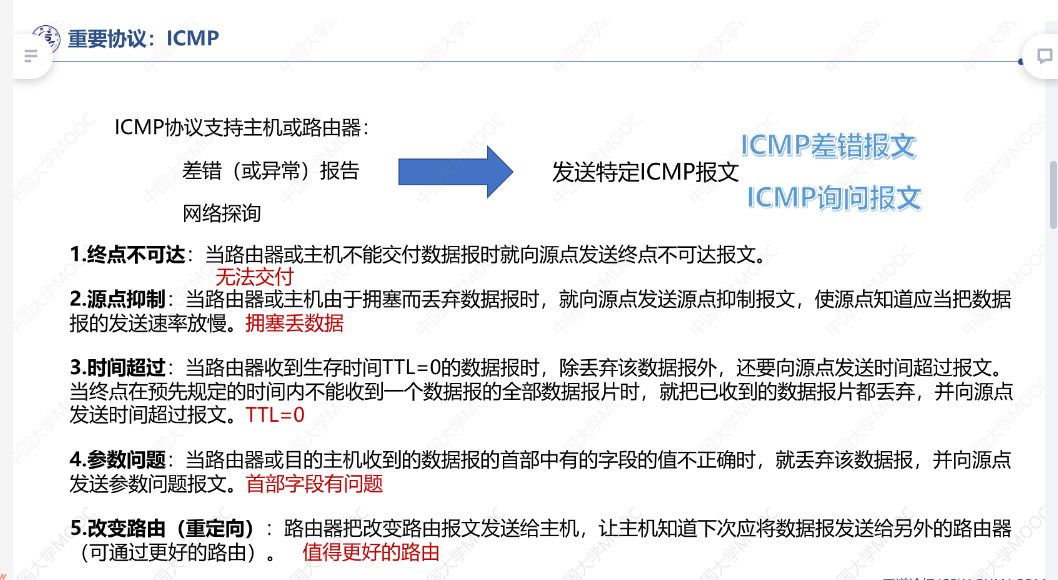 重要协议：ICMP
ICMP协议支持主机或路由器：
差错（或异常）报告
网络探询
发送特定ICMP报文
ICMP差错报文
ICMP询问报文
1.终点不可达：当路由器或主机不能交付数据报时就向源点发送终点不可达报文。
无法交付
2.源点抑制：当路由器或主机由于拥塞而丢弃数据报时，就向源点发送源点抑制报文，使源点知道应当把数据
报的发送速率放慢。拥塞丢数据
3.时间超过：当路由器收到生存时间TTL=0的数据报时，除丢弃该数据报外，还要向源点发送时间超过报文。
当终点在预先规定的时间内不能收到一个数据报的全部数据报片时，就把已收到的数据报片都丢弃，并向源点
发送时间超过报文。TTL=0
4.参数问题：当路由器或目的主机收到的数据报的首部中有的字段的值不正确时，就丢弃该数据报，并向源点
发送参数问题报文。首部字段有问题
5.改变路由（重定向）：路由器把改变路由报文发送给主机，让主机知道下次应将数据报发送给另外的路由器
（可通过更好的路由）。 值得更好的路由
中国大学MOOC